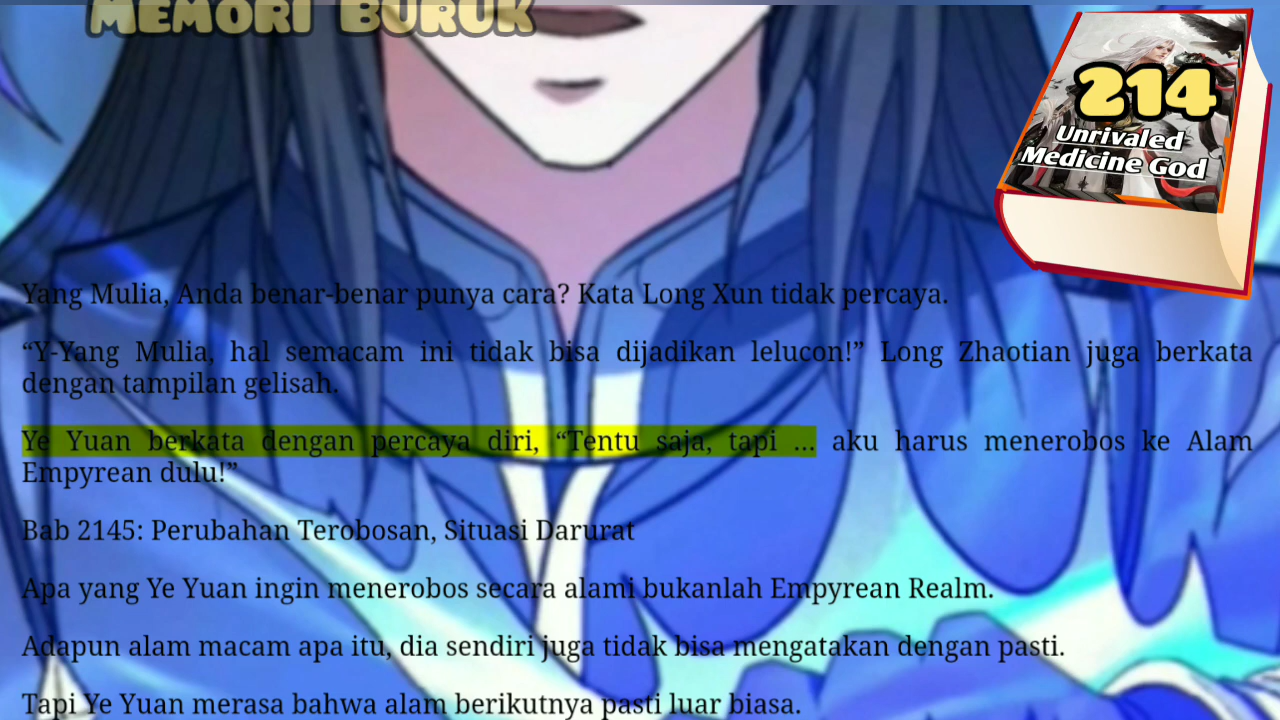 MEMORI BURUK
214
Unrivaled
Medicine God
Yang Mulia, Anda benar-benar punya cara? Kata Long Xun tidak percaya.
“Y-Yang Mulia, hal semacam ini tidak bisa dijadikan lelucon!” Long Zhaotian juga berkata
dengan tampilan gelisah.
Ye Yuan berkata dengan percaya diri, “Tentu saja, tapi … aku harus menerobos ke Alam
Empyrean dulu!”
Bab 2145: Perubahan Terobosan, Situasi Darurat
Apa yang Ye Yuan ingin menerobos secara alami bukanlah Empyrean Realm.
Adapun alam macam apa itu, dia sendiri juga tidak bisa mengatakan dengan pasti.
Tapi Ye Yuan merasa bahwa alam berikutnya pasti luar biasa.